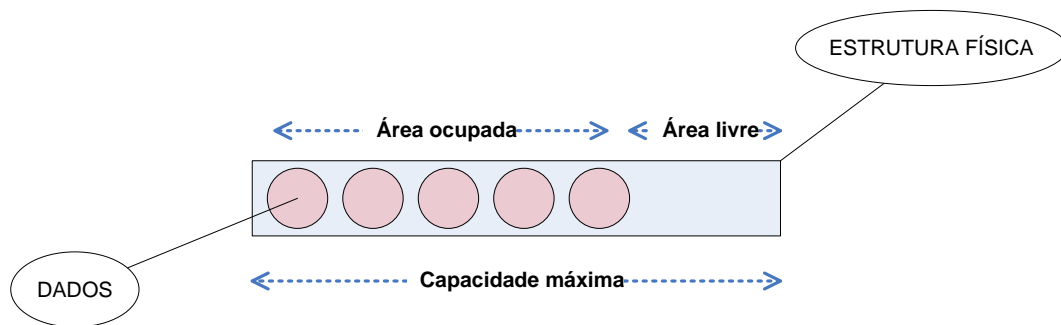 ESTRUTURA FÍSICA
Área ocupada
Área livre
Capacidade máxima
DADOS